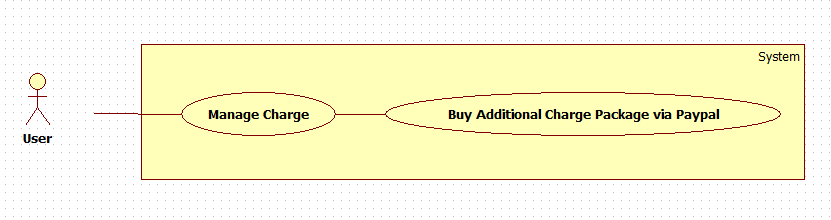 System
Manage Charge
Buy Additional Charge Package via Paypal
User